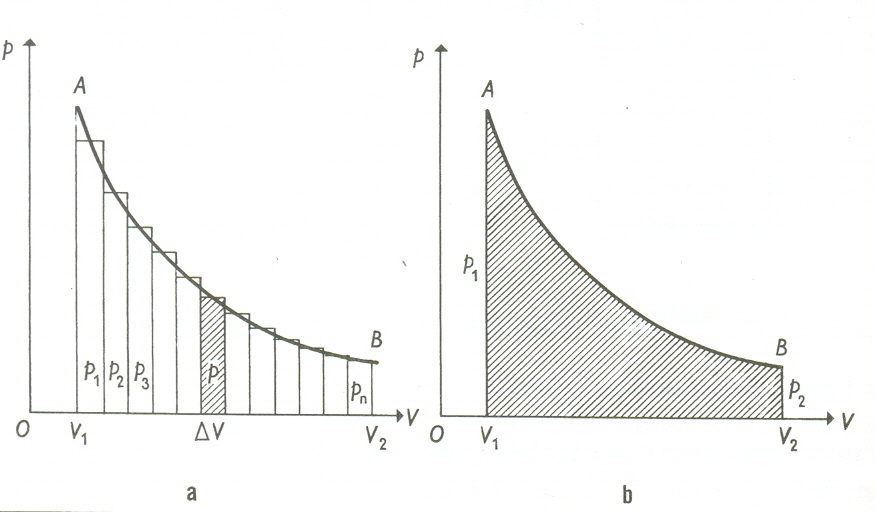 p
A
p₁ p₂ p₃ p pₙ
B
O V₁ ΔV V₂ V
a
p
A
p₁
B
p₂
O V₁ V₂ V
b